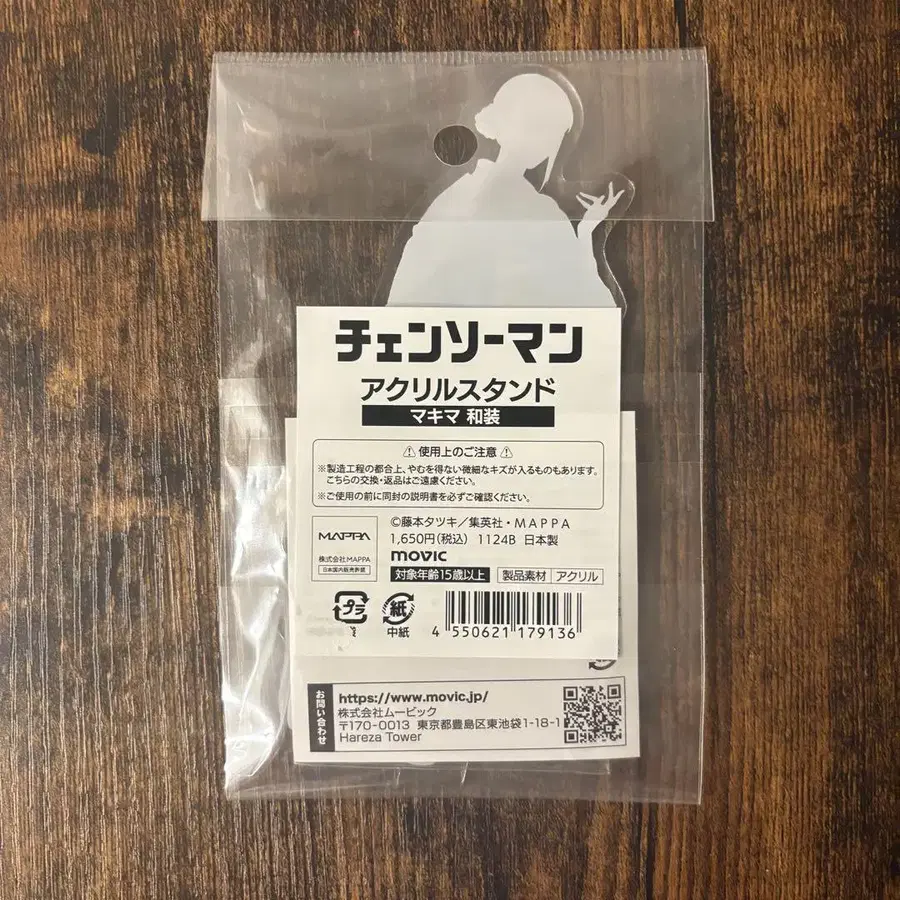 チェンソーマン
アクリルスタンド
マキマ 和装
⚠ 使用上のご注意 ⚠
※製造工程の都合上、やむを得ない微細なキズが入るものもあります。
こちらの交換・返品はご遠慮ください。
※ご使用の前に同封の説明書を必ずご確認ください。
©藤本タツキ／集英社・MAPPA
MAPPA
1,650円(税込) 1124B 日本製
株式会社MAPPA
movic
日本国内販売許諾
対象年齢15歳以上 製品素材 アクリル
プラ 紙
中紙
4 550621 179136
お問い合わせ
https://www.movic.jp/
株式会社ムービック
〒170-0013 東京都豊島区東池袋1-18-1
Hareza Tower